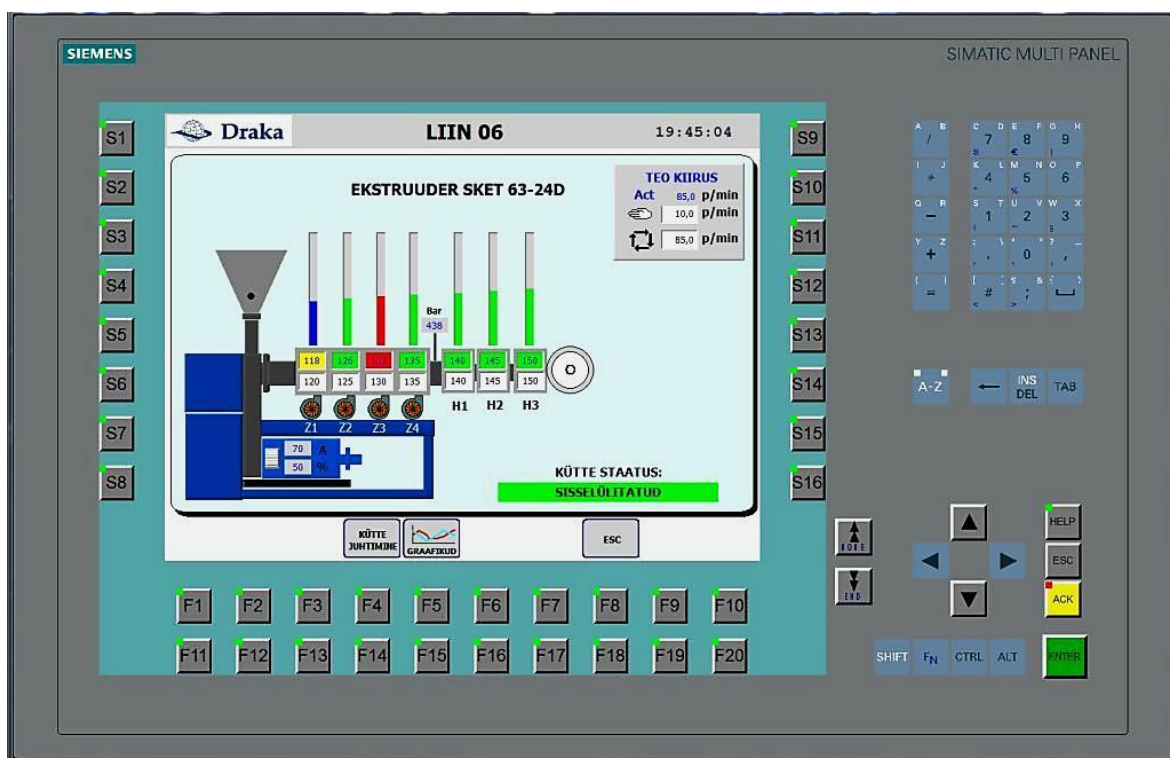 SIEMENS
SIMATIC MULTI PANEL
Draka
LIIN 06
19:45:04
EKSTRUUDER SKET 63-24D
TEO KIIRUS
Act 85,0 p/min
10,0 p/min
85,0 p/min
Bar
438
118 126 135 140 145 150
120 125 130 135 140 145 150
H1 H2 H3
Z1 Z2 Z3 Z4
70 A
50 %
KÜTTE STAATUS:
SISSELÜLITATUD
KÜTTE
JUHTIMINE
GRAAFIKUD
ESC
S1
S2
S3
S4
S5
S6
S7
S8
S9
S10
S11
S12
S13
S14
S15
S16
F1 F2 F3 F4 F5 F6 F7 F8 F9 F10
F11 F12 F13 F14 F15 F16 F17 F18 F19 F20
A B C D E F G H
/ 7 8 9
I J K L M N O P
4 5 6
Q R S T U V W X
- 1 2 3
Y Z
+ . 0 ,
= # ;
A-Z ← INS DEL TAB
HOME
END
HELP
ESC
ACK
SHIFT FN CTRL ALT ENTER